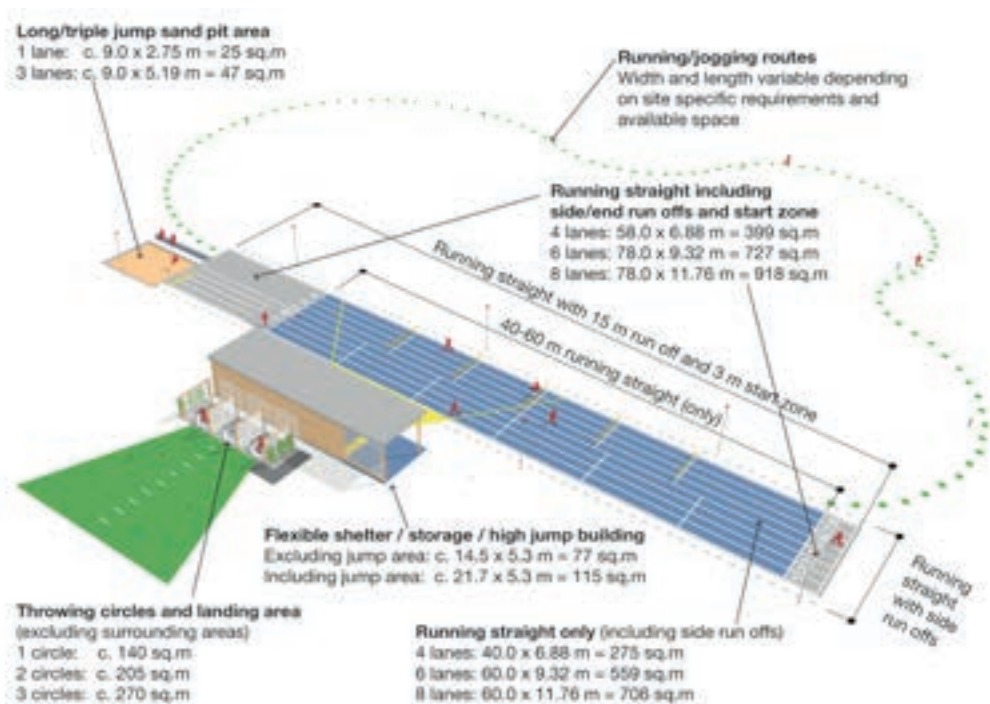 Long/triple jump sand pit area
1 lane: c. 9.0 x 2.75 m = 25 sq.m
3 lanes: c. 9.0 x 5.19 m = 47 sq.m
Running/jogging routes
Width and length variable depending
on site specific requirements and
available space
Running straight including
side/end run offs and start zone
4 lanes: 58.0 x 6.88 m = 399 sq.m
6 lanes: 78.0 x 9.32 m = 727 sq.m
8 lanes: 78.0 x 11.76 m = 918 sq.m
Running straight with 15 m run off and 3 m start zone
40-60 m running straight (only)
Flexible shelter / storage / high jump building
Excluding jump area: c. 14.5 x 5.3 m = 77 sq.m
Including jump area: c. 21.7 x 5.3 m = 115 sq.m
Running
straight
with side
run offs
Throwing circles and landing area
(excluding surrounding areas)
1 circle: c. 140 sq.m
2 circles: c. 205 sq.m
3 circles: c. 270 sq.m
Running straight only (including side run offs)
4 lanes: 40.0 x 6.88 m = 275 sq.m
6 lanes: 60.0 x 9.32 m = 559 sq.m
8 lanes: 60.0 x 11.76 m = 706 sq.m